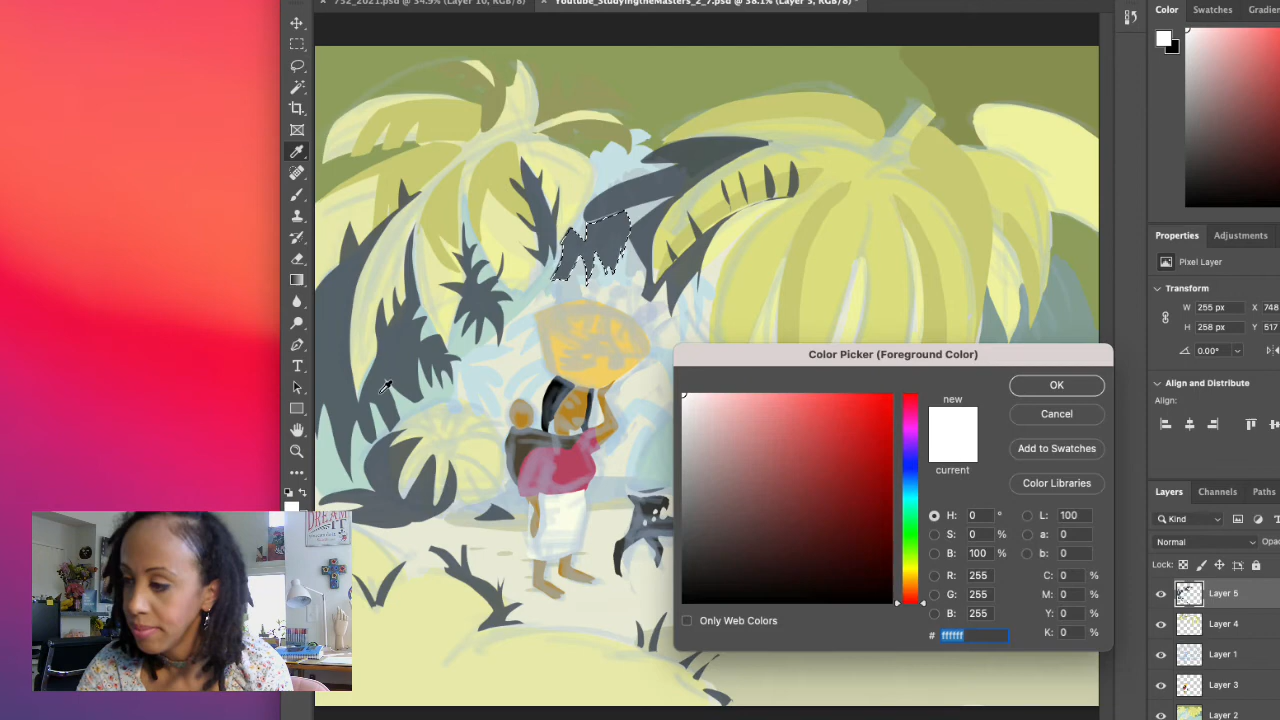 752_2021.psd @ 34.9% (Layer 10, RGB/8)
Youtube_StudyingtheMasters_2_7.psd @ 38.1% (Layer 5, RGB/8) *
Color
Swatches
Properties
Adjustments
Pixel Layer
Transform
W 255 px
X 748
H 258 px
Y 517
0.00°
Align and Distribute
Align:
Layers
Channels
Paths
Kind
Normal
Lock:
Layer 5
Layer 4
Layer 1
Layer 3
Layer 2
Color Picker (Foreground Color)
new
current
OK
Cancel
Add to Swatches
Color Libraries
H: 0 °
L: 100
S: 0 %
a: 0
B: 100 %
b: 0
R: 255
C: 0 %
G: 255
M: 0 %
B: 255
Y: 0 %
# ffffff
K: 0 %
Only Web Colors
DREAM
IT